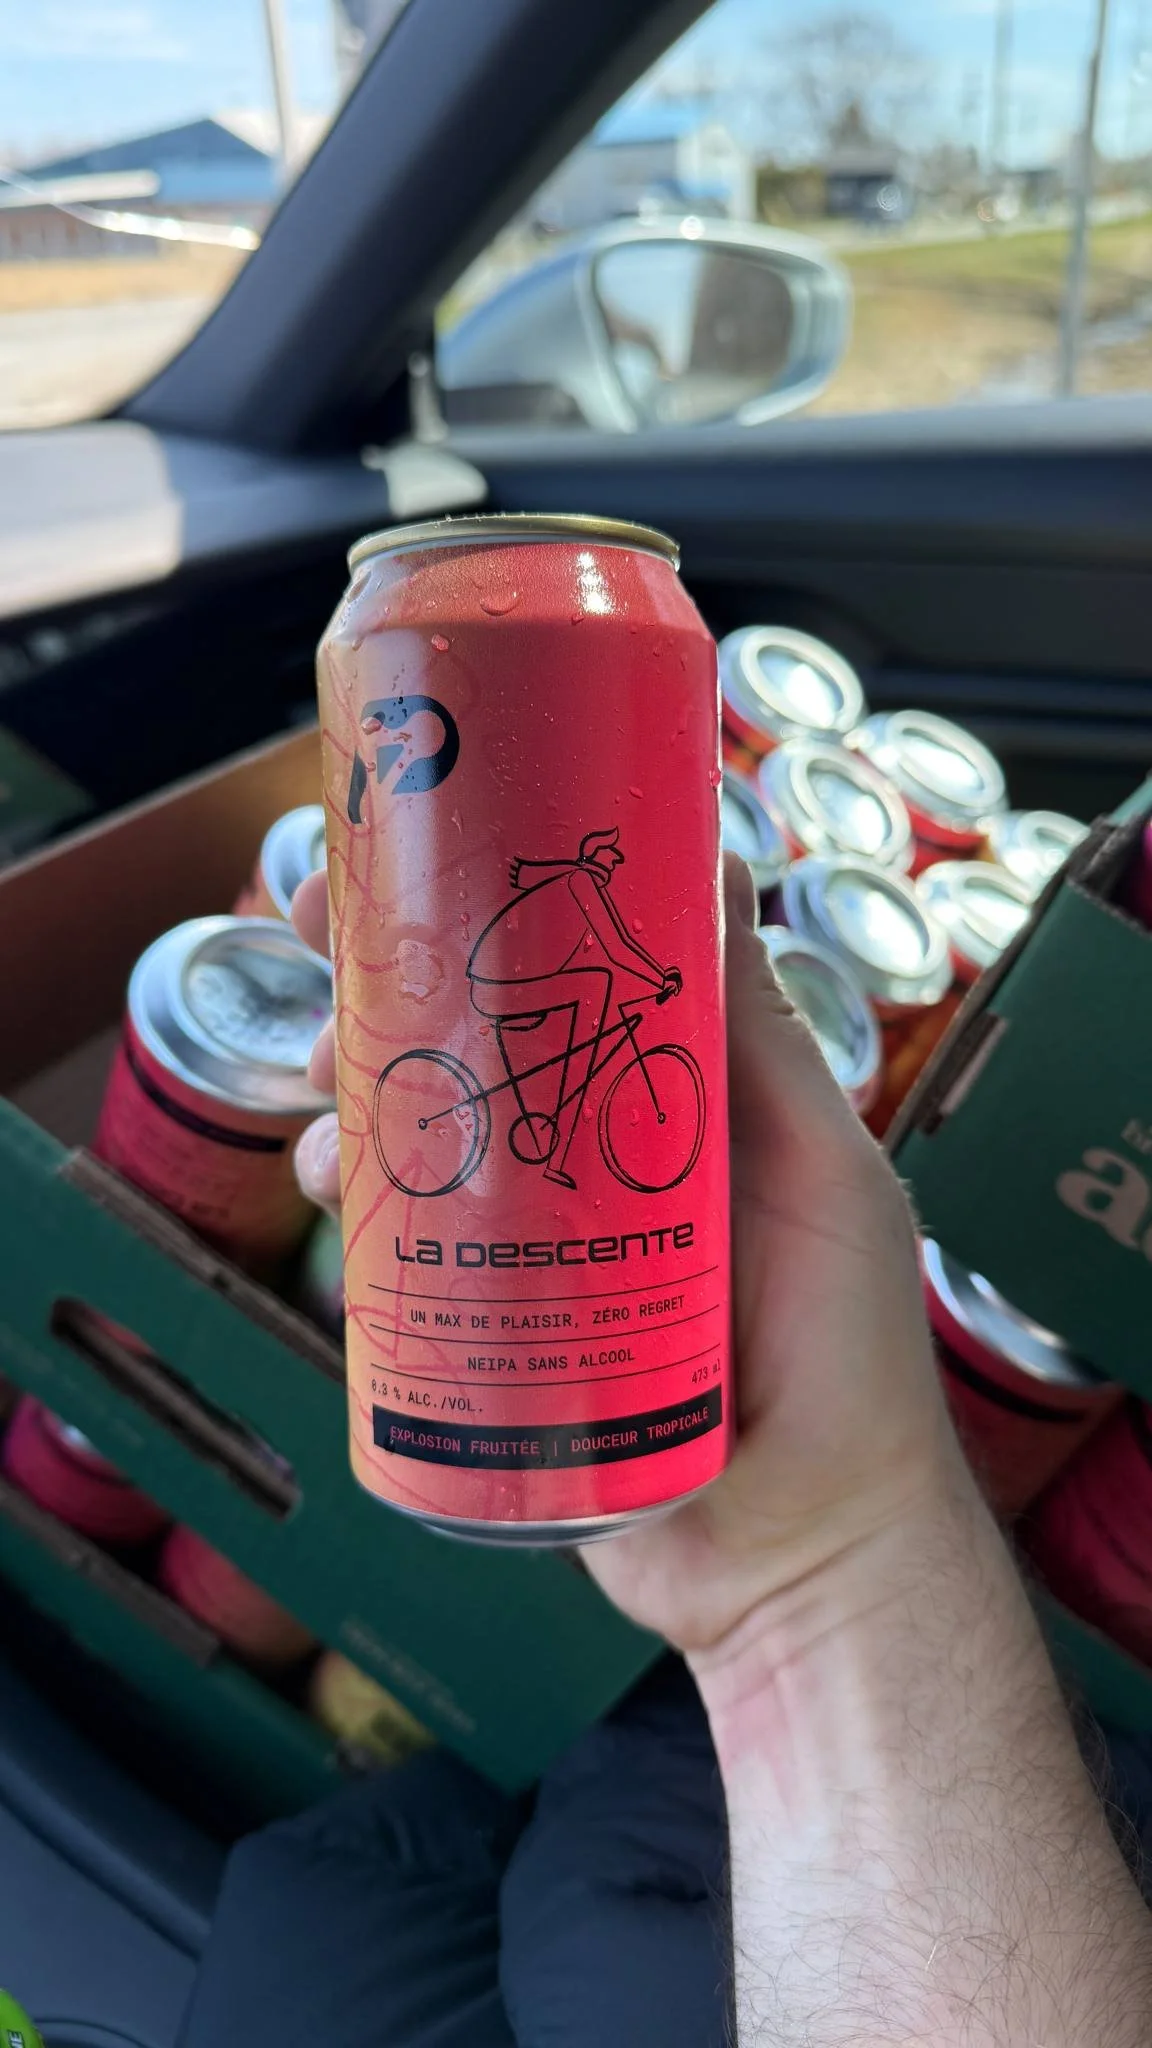 La Descente
UN MAX DE PLAISIR, ZÉRO REGRET
NEIPA SANS ALCOOL
473 ml
0.3 % ALC./VOL.
EXPLOSION FRUITÉE | DOUCEUR TROPICALE